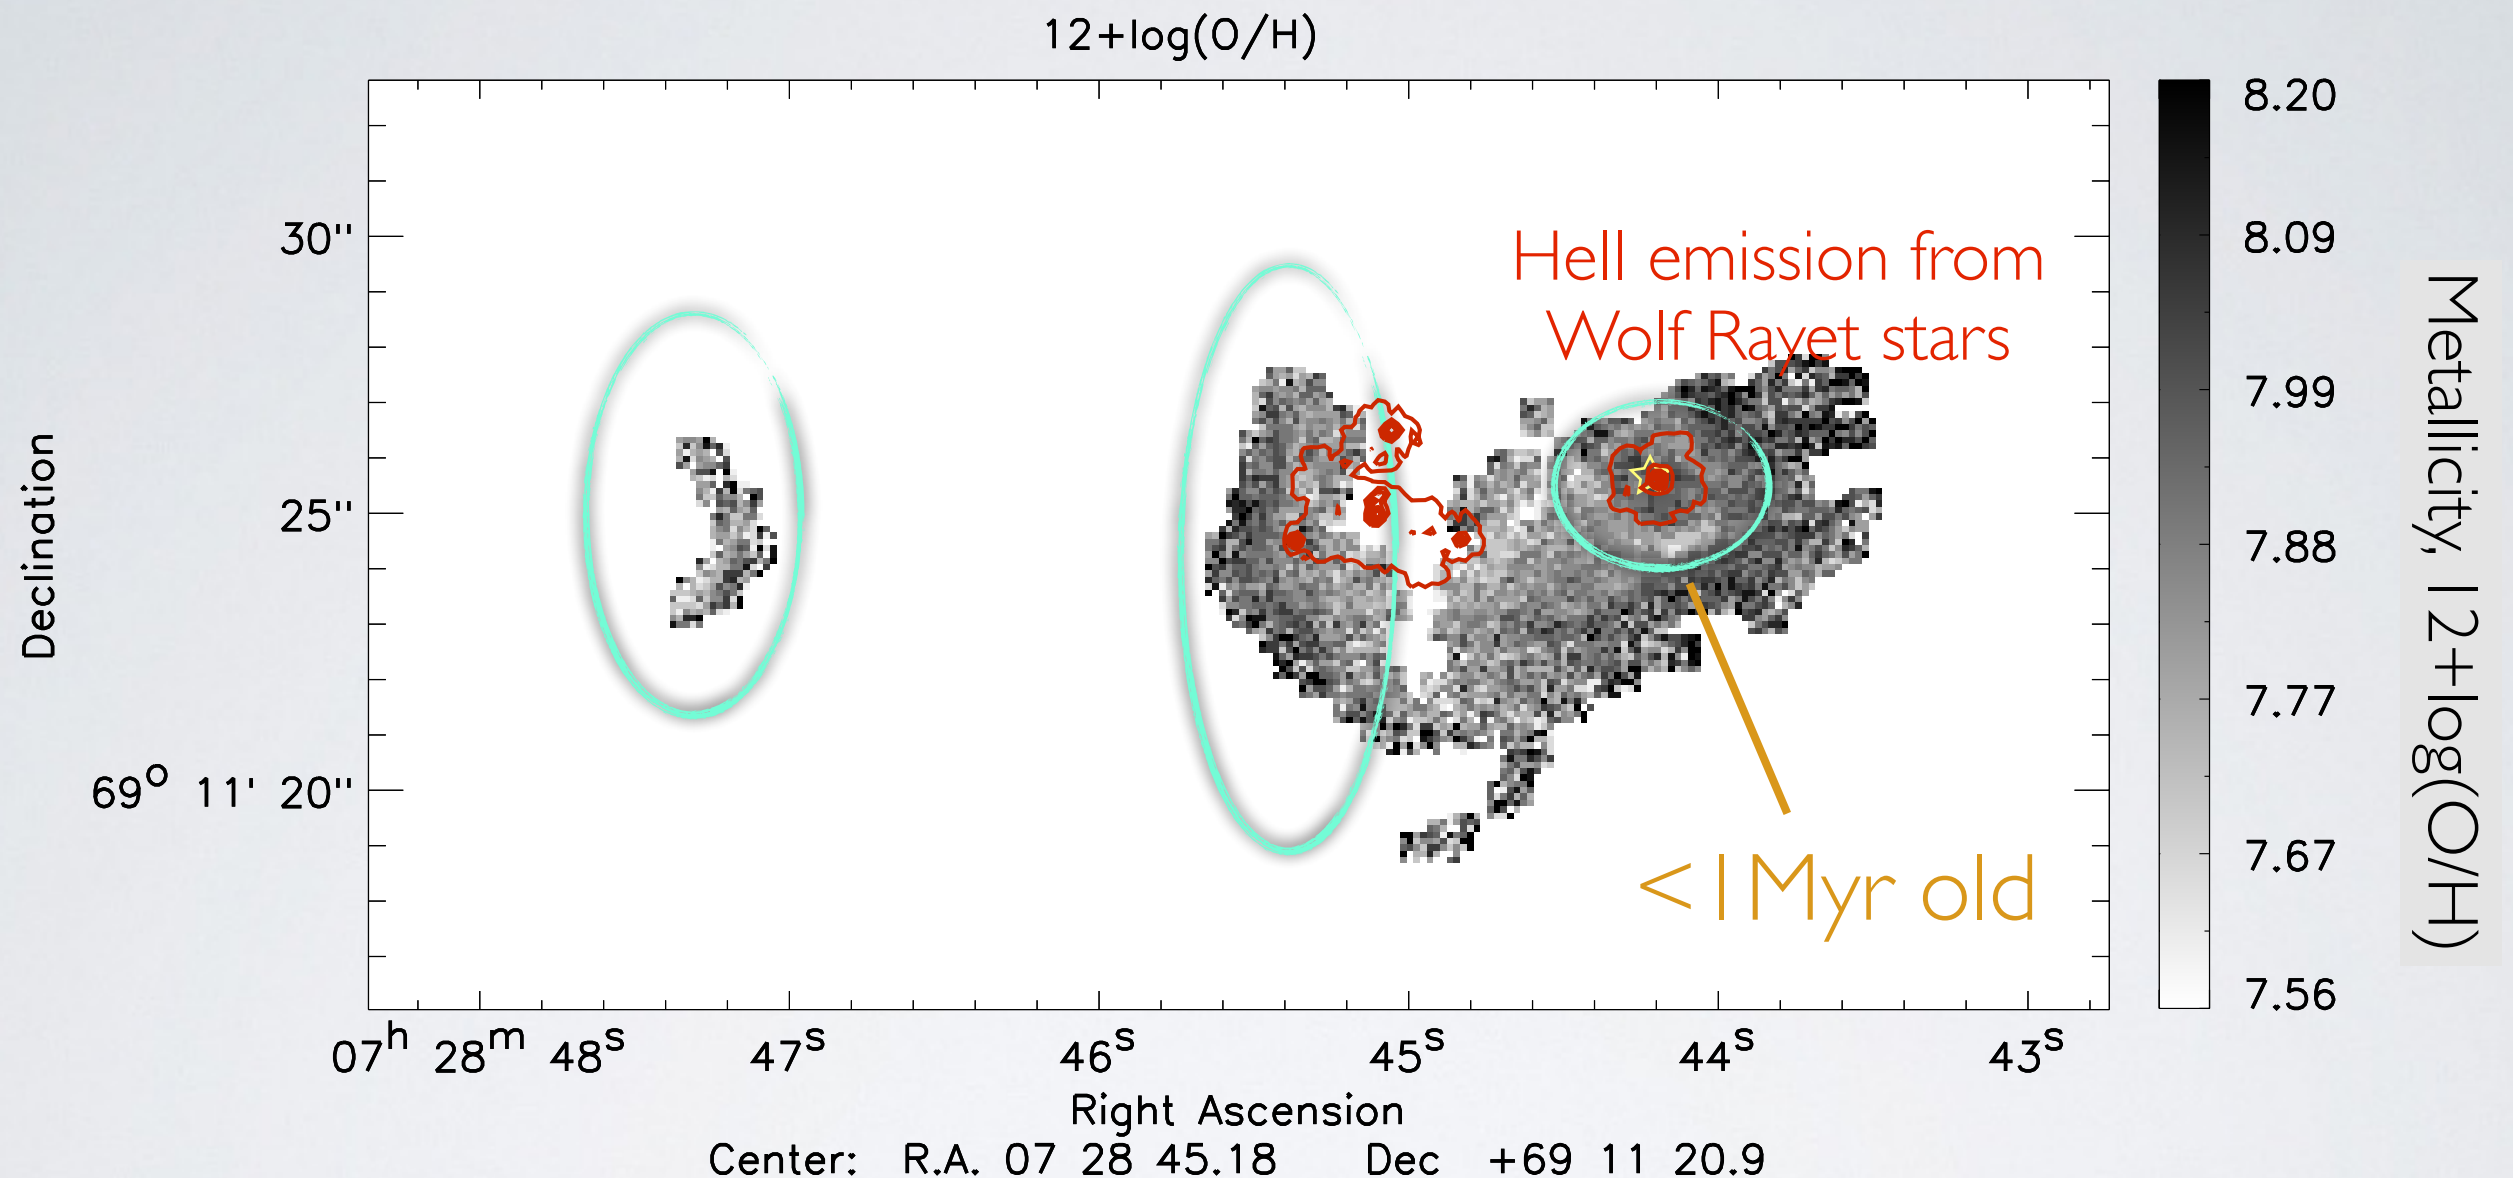 12+log(O/H)
HeII emission from
Wolf Rayet stars
<1Myr old
Declination
30"
25"
69° 11' 20"
07h 28m 48s
47s
46s
45s
44s
43s
Right Ascension
Center: R.A. 07 28 45.18 Dec +69 11 20.9
8.20
8.09
7.99
7.88
7.77
7.67
7.56
Metallicity, 12+log(O/H)